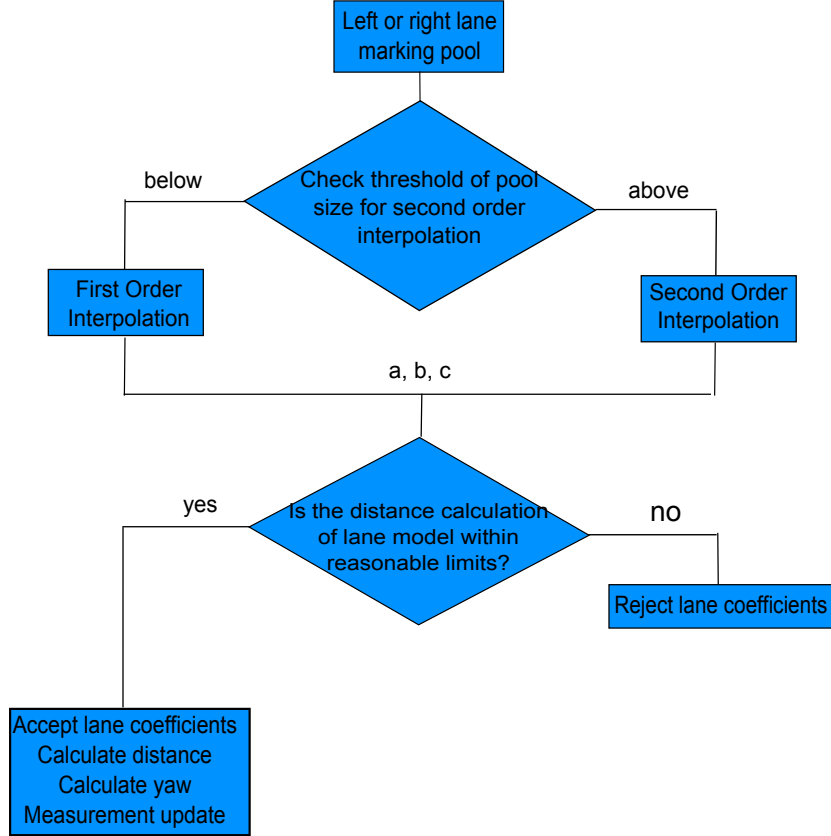 Left or right lane
marking pool
below
Check threshold of pool
size for second order
interpolation
above
First Order
Interpolation
Second Order
Interpolation
a, b, c
yes
Is the distance calculation
of lane model within
reasonable limits?
no
Reject lane coefficients
Accept lane coefficients
Calculate distance
Calculate yaw
Measurement update